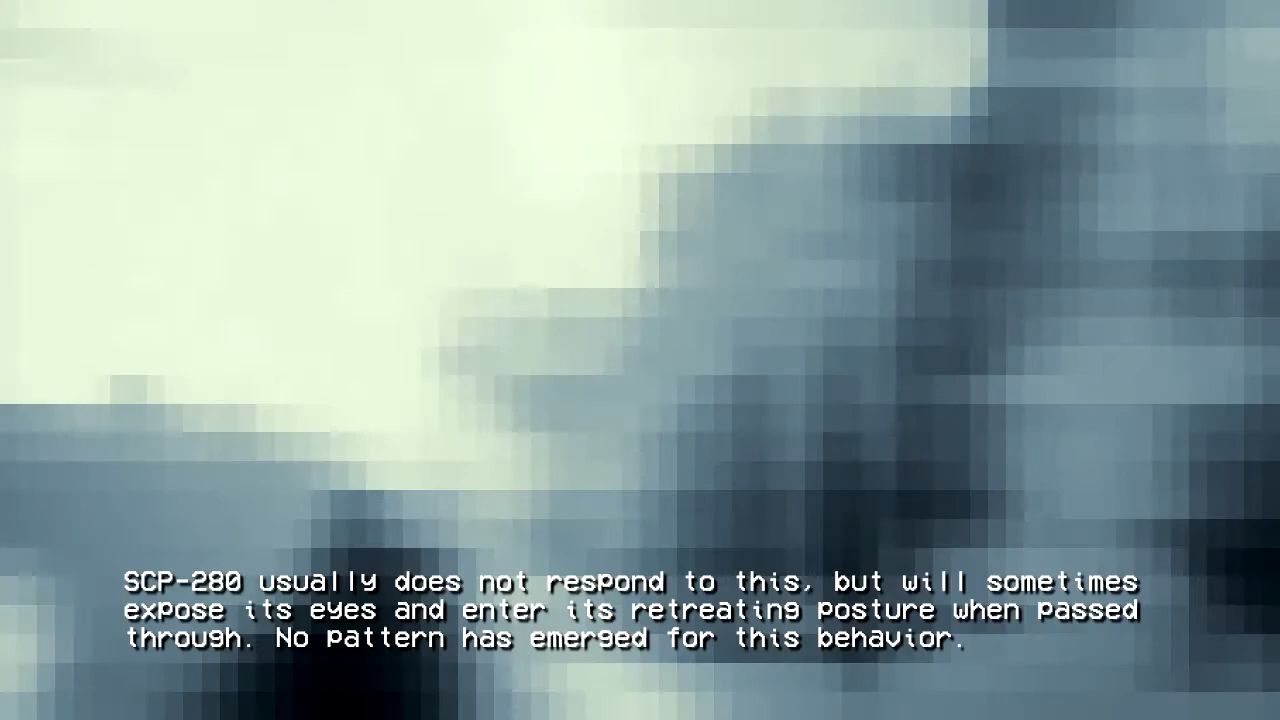 SCP-280 usually does not respond to this, but will sometimes
expose its eyes and enter its retreating posture when passed
through. No pattern has emerged for this behavior.